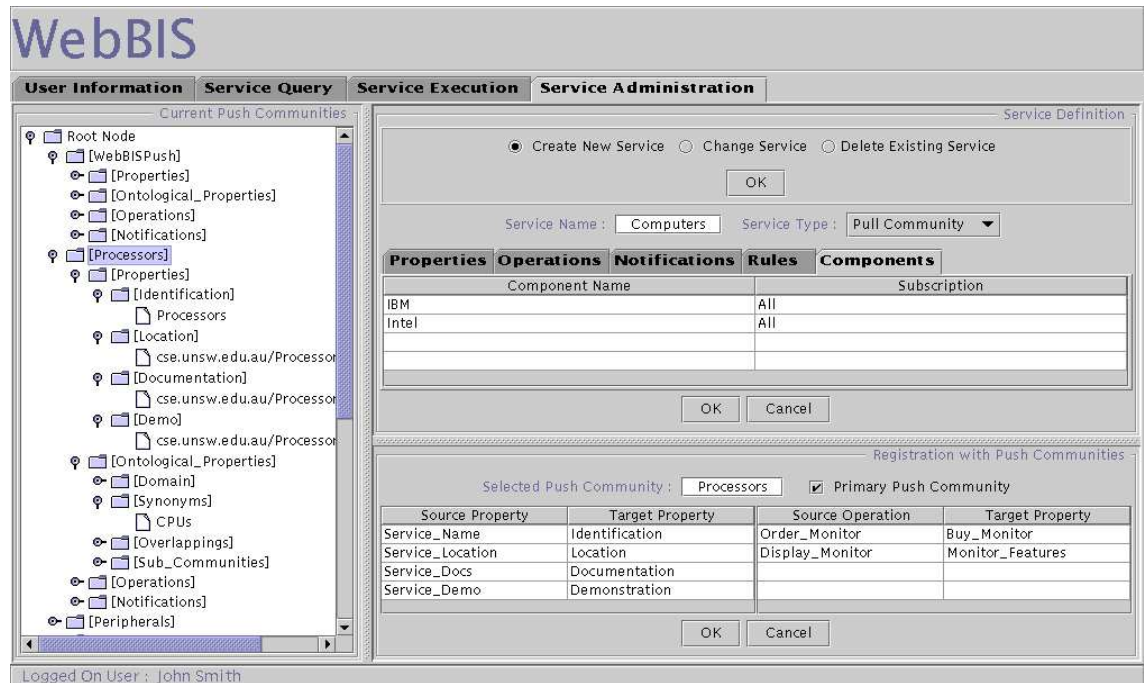 WebBIS
User Information Service Query Service Execution Service Administration
Current Push Communities
Root Node
[WebBISPush]
[Properties]
[Ontological_Properties]
[Operations]
[Notifications]
[Processors]
[Properties]
[Identification]
Processors
[Location]
cse.unsw.edu.au/Processor
[Documentation]
cse.unsw.edu.au/Processor
[Demo]
cse.unsw.edu.au/Processor
[Ontological_Properties]
[Domain]
[Synonyms]
CPUs
[Overlappings]
[Sub_Communities]
[Operations]
[Notifications]
[Peripherals]
Service Definition
Create New Service Change Service Delete Existing Service
OK
Service Name : Computers Service Type : Pull Community
Properties Operations Notifications Rules Components
Component Name Subscription
IBM All
Intel All
OK Cancel
Registration with Push Communities
Selected Push Community : Processors Primary Push Community
Source Property Target Property Source Operation Target Property
Service_Name Identification Order_Monitor Buy_Monitor
Service_Location Location Display_Monitor Monitor_Features
Service_Docs Documentation
Service_Demo Demonstration
OK Cancel
Logged On User : John Smith